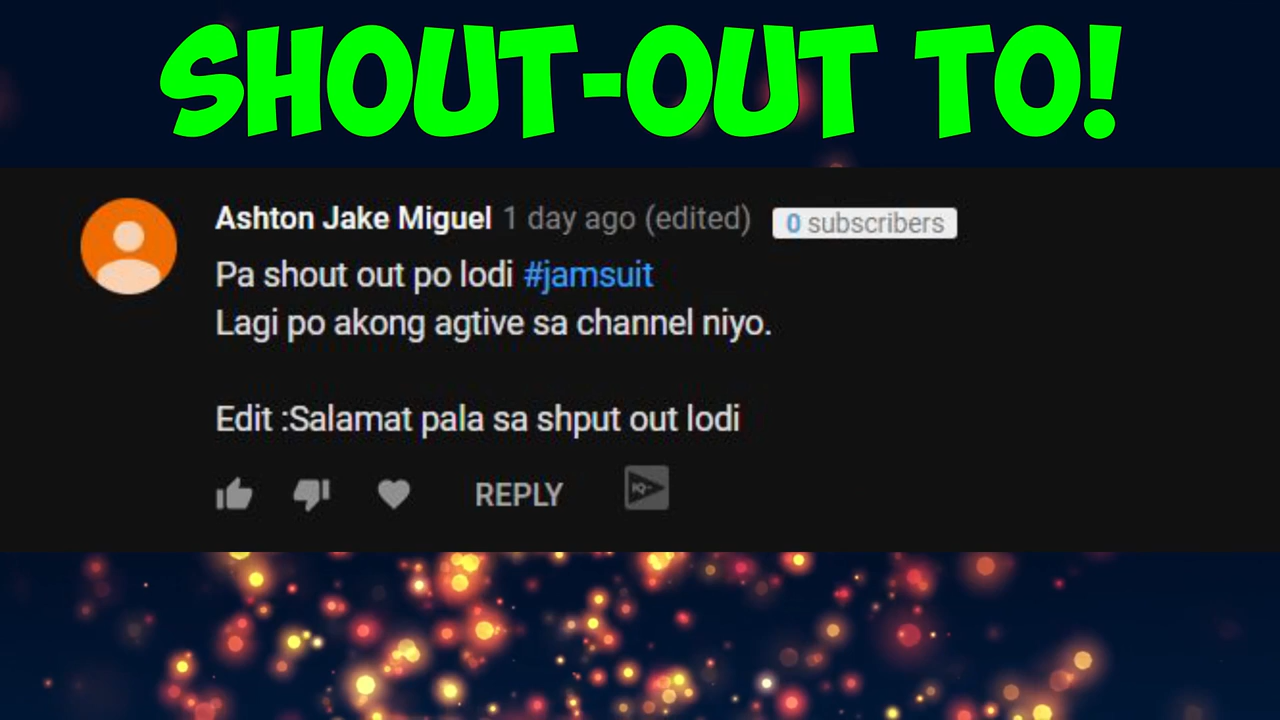 SHOUT-OUT TO!
Ashton Jake Miguel 1 day ago (edited) 0 subscribers
Pa shout out po lodi #jamsuit
Lagi po akong agtive sa channel niyo.
Edit :Salamat pala sa shput out lodi
REPLY IQ